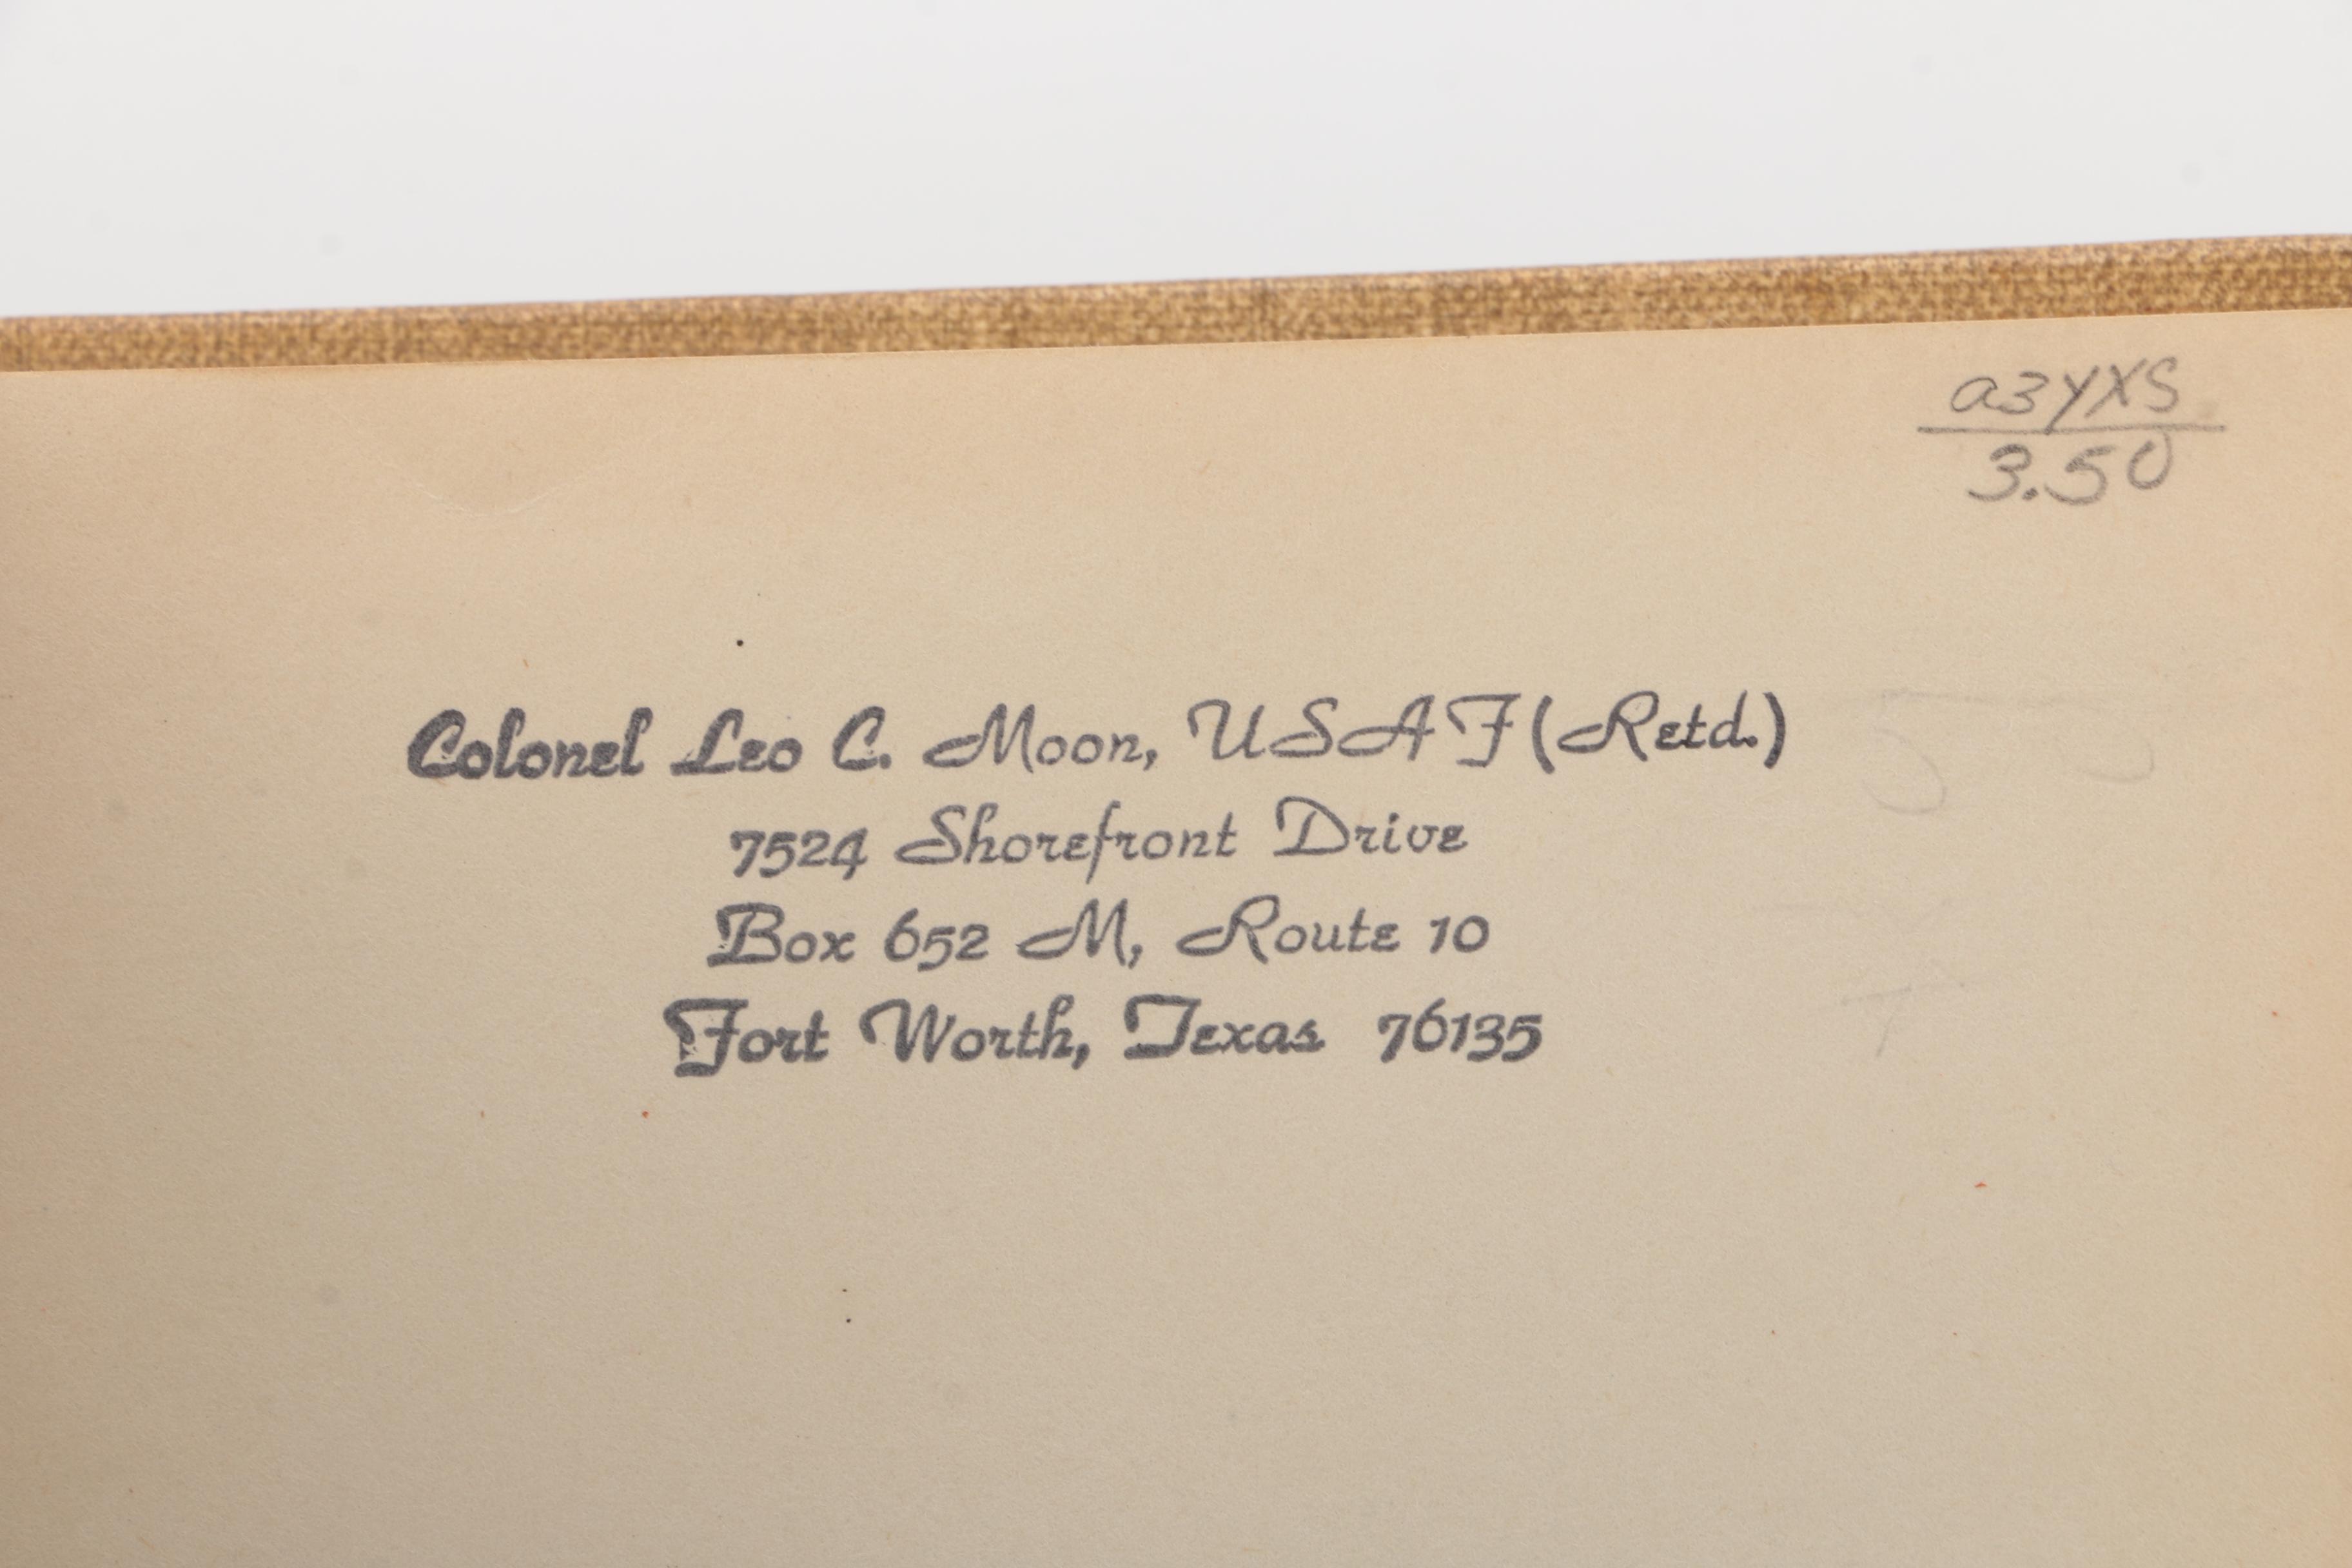 a3yxs
3.50
Colonel Leo C. Moon, USAF (Retd.)
7524 Shorefront Drive
Box 652 M, Route 10
Fort Worth, Texas 76135